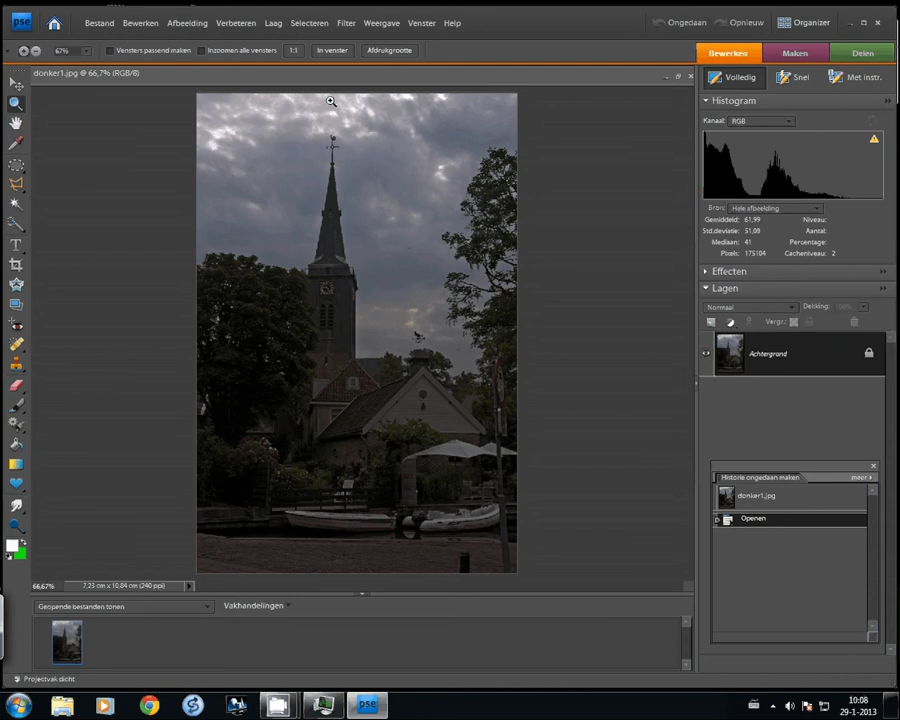 pse Bestand Bewerken Afbeelding Verbeteren Laag Selecteren Filter Weergave Venster Help Ongedaan Opnieuw Organizer
67% Vensters passend maken Inzoomen alle vensters 1:1 In venster Afdrukgrootte Bewerken Maken Delen
donker1.jpg @ 66,7% (RGB/8)
Volledig Snel Met instr.
Histogram
Kanaal: RGB
Bron: Hele afbeelding
Gemiddeld: 61,99 Niveau:
Std.deviatie: 51,08 Aantal:
Mediaan: 41 Percentage:
Pixels: 175104 Cacheniveau: 2
Effecten
Lagen
Normaal Dekking: 100%
Vergr.:
Achtergrond
Historie ongedaan maken meer
donker1.jpg
Openen
66,67% 7,23 cm x 10,84 cm (240 ppi)
Geopende bestanden tonen Vakhandelingen
Projectvak dicht
pse
10:08
29-1-2013